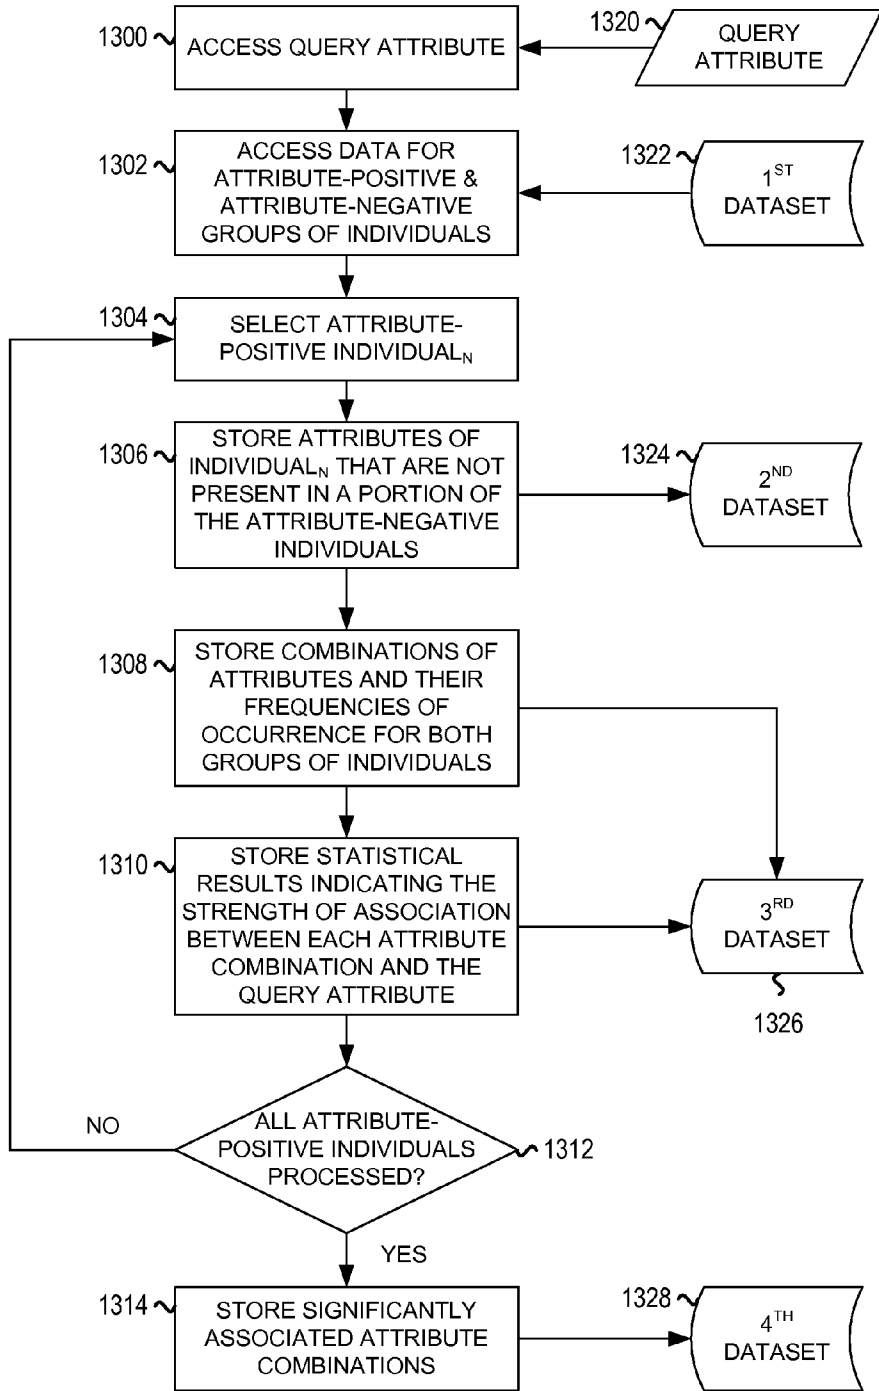 1300
ACCESS QUERY ATTRIBUTE
1320
QUERY
ATTRIBUTE
1302
ACCESS DATA FOR
ATTRIBUTE-POSITIVE &
ATTRIBUTE-NEGATIVE
GROUPS OF INDIVIDUALS
1322
1ST
DATASET
1304
SELECT ATTRIBUTE-
POSITIVE INDIVIDUALN
1306
STORE ATTRIBUTES OF
INDIVIDUALN THAT ARE NOT
PRESENT IN A PORTION OF
THE ATTRIBUTE-NEGATIVE
INDIVIDUALS
1324
2ND
DATASET
1308
STORE COMBINATIONS OF
ATTRIBUTES AND THEIR
FREQUENCIES OF
OCCURRENCE FOR BOTH
GROUPS OF INDIVIDUALS
1310
STORE STATISTICAL
RESULTS INDICATING THE
STRENGTH OF ASSOCIATION
BETWEEN EACH ATTRIBUTE
COMBINATION AND THE
QUERY ATTRIBUTE
3RD
DATASET
1326
NO
ALL ATTRIBUTE-
POSITIVE INDIVIDUALS
PROCESSED?
1312
YES
1314
STORE SIGNIFICANTLY
ASSOCIATED ATTRIBUTE
COMBINATIONS
1328
4TH
DATASET